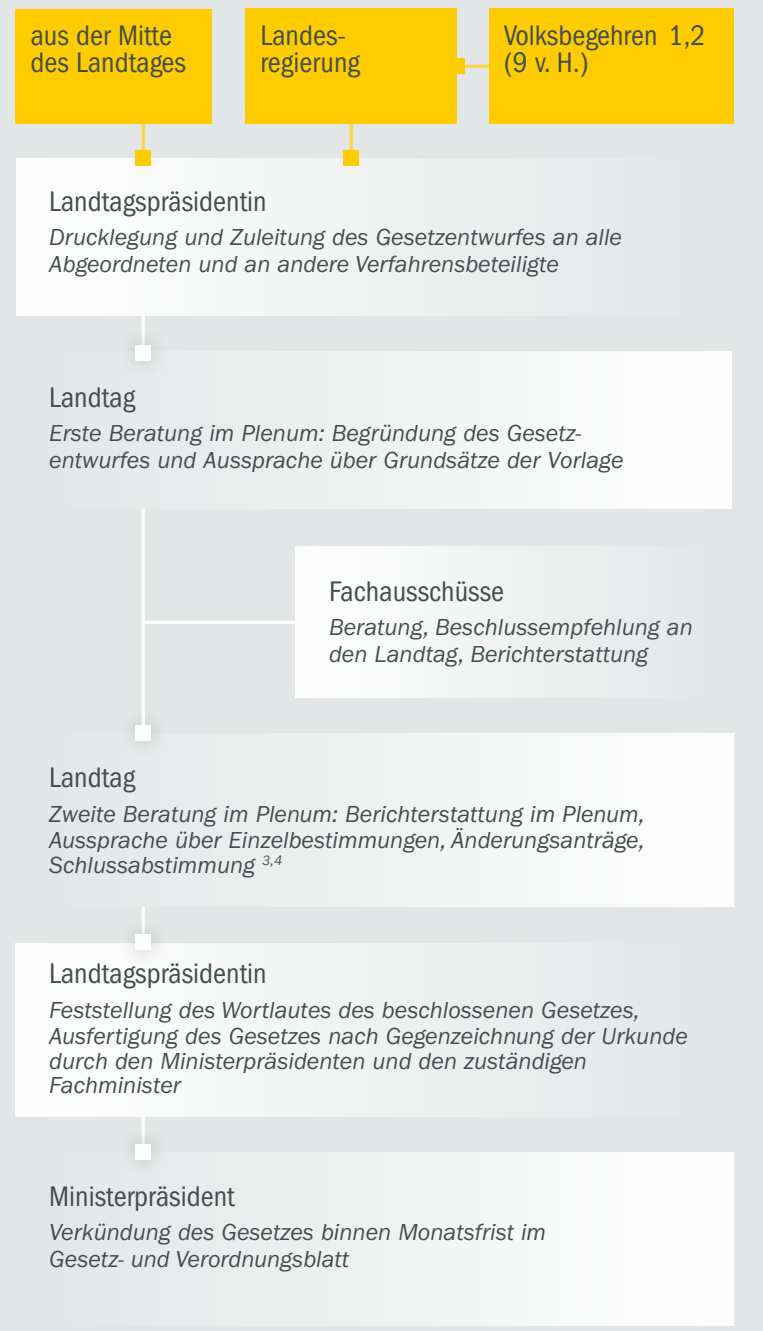 aus der Mitte
des Landtages
Landes-
regierung
Volksbegehren 1,2
(9 v. H.)
Landtagspräsidentin
Drucklegung und Zuleitung des Gesetzentwurfes an alle
Abgeordneten und an andere Verfahrensbeteiligte
Landtag
Erste Beratung im Plenum: Begründung des Gesetz-
entwurfes und Aussprache über Grundsätze der Vorlage
Fachausschüsse
Beratung, Beschlussempfehlung an
den Landtag, Berichterstattung
Landtag
Zweite Beratung im Plenum: Berichterstattung im Plenum,
Aussprache über Einzelbestimmungen, Änderungsanträge,
Schlussabstimmung 3,4
Landtagspräsidentin
Feststellung des Wortlautes des beschlossenen Gesetzes,
Ausfertigung des Gesetzes nach Gegenzeichnung der Urkunde
durch den Ministerpräsidenten und den zuständigen
Fachminister
Ministerpräsident
Verkündung des Gesetzes binnen Monatsfrist im
Gesetz- und Verordnungsblatt